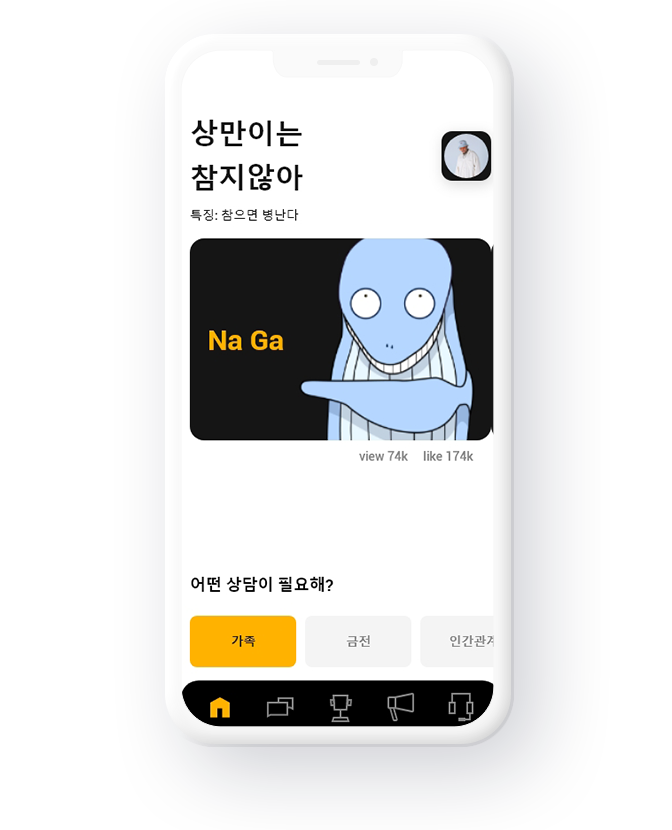 상만이는
참지않아
특징: 참으면 병난다
Na Ga
view 74k like 174k
어떤 상담이 필요해?
가족 금전 인간관계